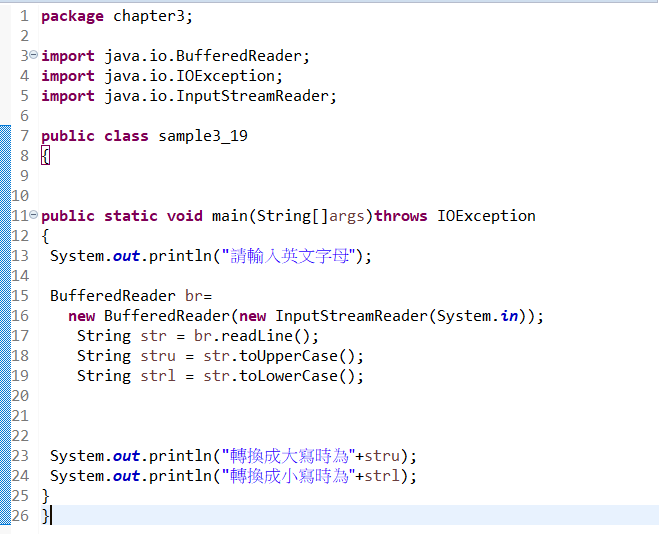 1 package chapter3;
2
3 import java.io.BufferedReader;
4 import java.io.IOException;
5 import java.io.InputStreamReader;
6
7 public class sample3_19
8 {
9
10
11 public static void main(String[]args)throws IOException
12 {
13 System.out.println("請輸入英文字母");
14
15 BufferedReader br=
16 new BufferedReader(new InputStreamReader(System.in));
17 String str = br.readLine();
18 String stru = str.toUpperCase();
19 String strl = str.toLowerCase();
20
21
22
23 System.out.println("轉換成大寫時為"+stru);
24 System.out.println("轉換成小寫時為"+strl);
25 }
26 }